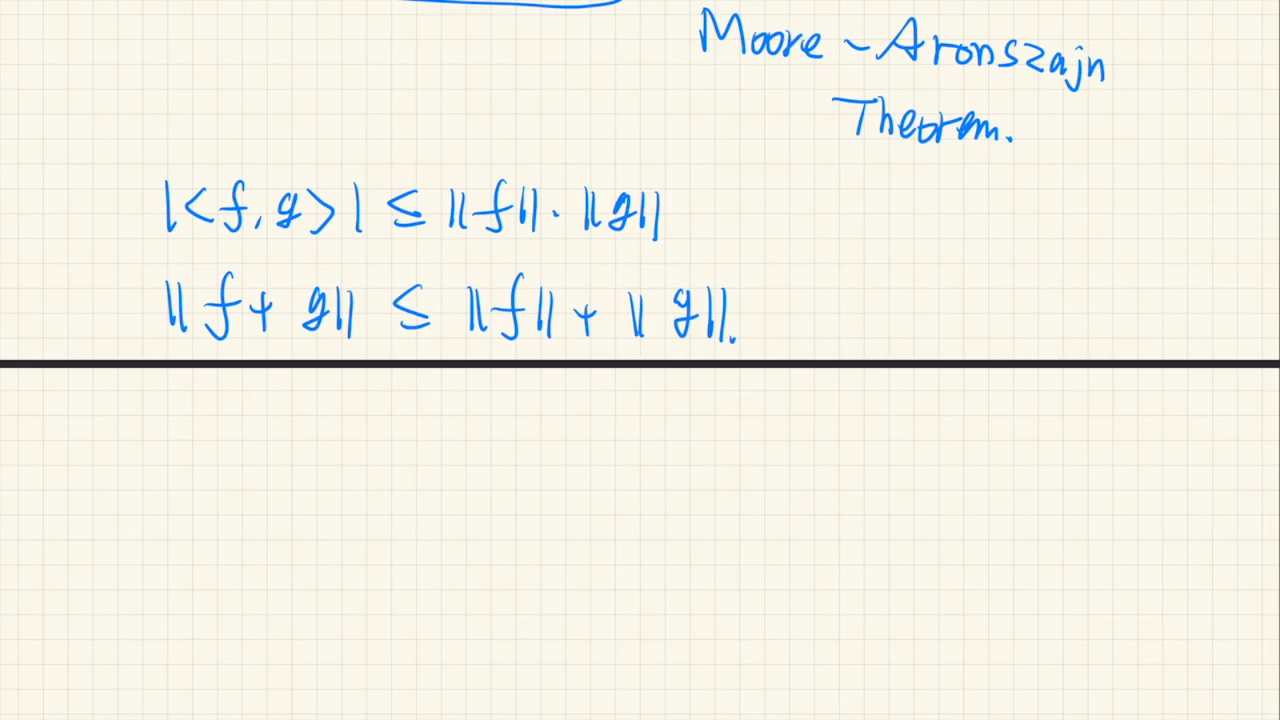 Moore - Aronszajn
Theorem.
|<f, g>| ≤ ||f|| · ||g||
||f + g|| ≤ ||f|| + ||g||.